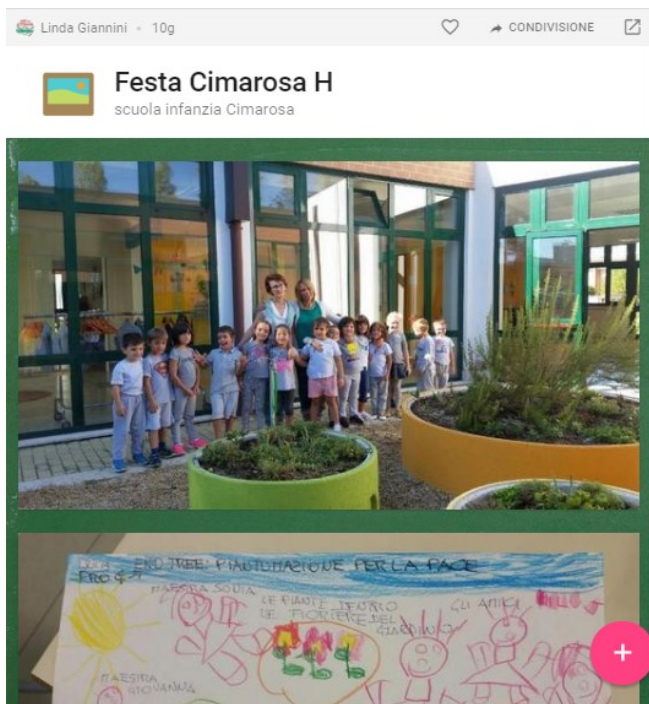 Linda Giannini • 10g
CONDIVISIONE
Festa Cimarosa H
scuola infanzia Cimarosa
END TREE: PIANTUMAZIONE PER LA PACE
MAESTRA SONIA
LE PIANTE DENTRO
LE FIORIERE DEL
GIARDINO
GLI AMICI
MAESTRA
GIOVANNA